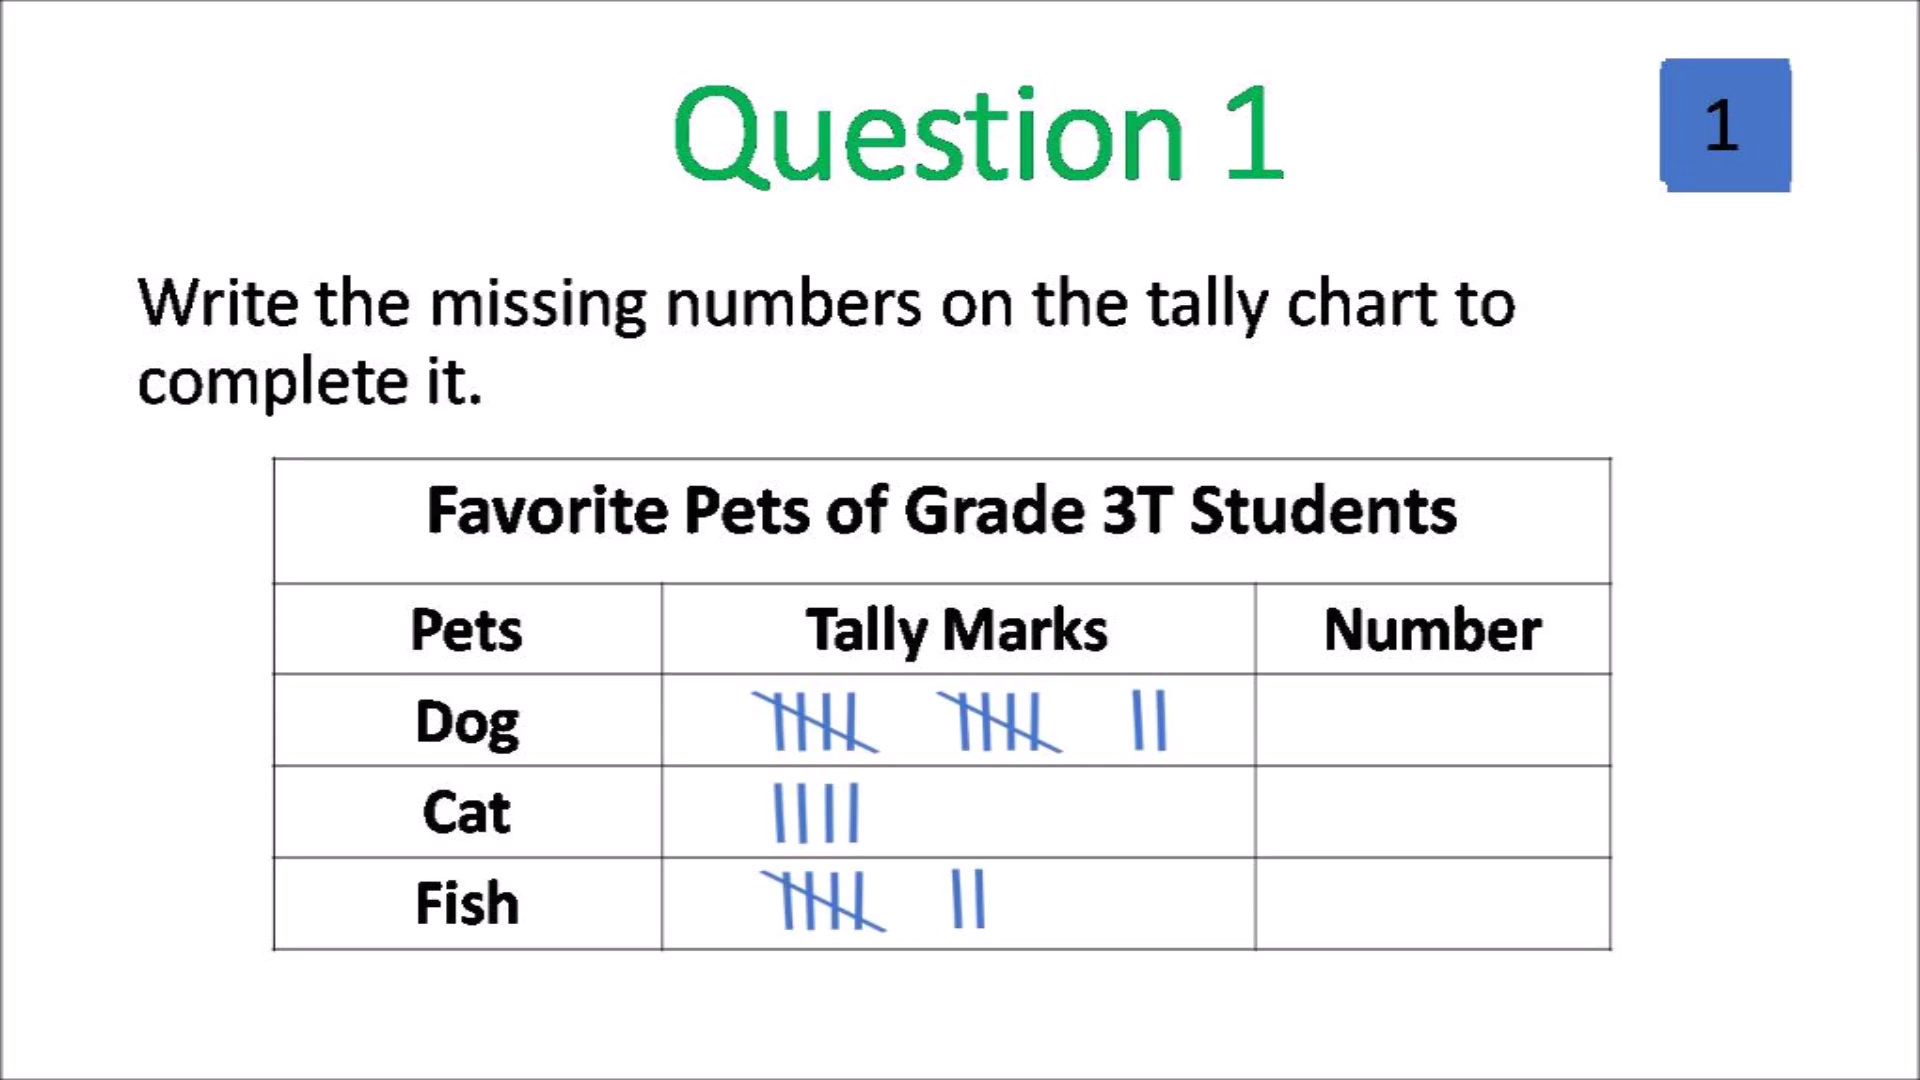 Question 1
1
Write the missing numbers on the tally chart to
complete it.
Favorite Pets of Grade 3T Students
Pets Tally Marks Number
Dog
Cat
Fish